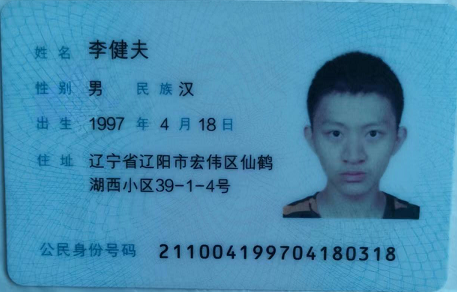 姓名 李健夫
性别 男 民族 汉
出生 1997 年 4 月 18 日
住址 辽宁省辽阳市宏伟区仙鹤
湖西小区39-1-4号
公民身份号码 211004199704180318